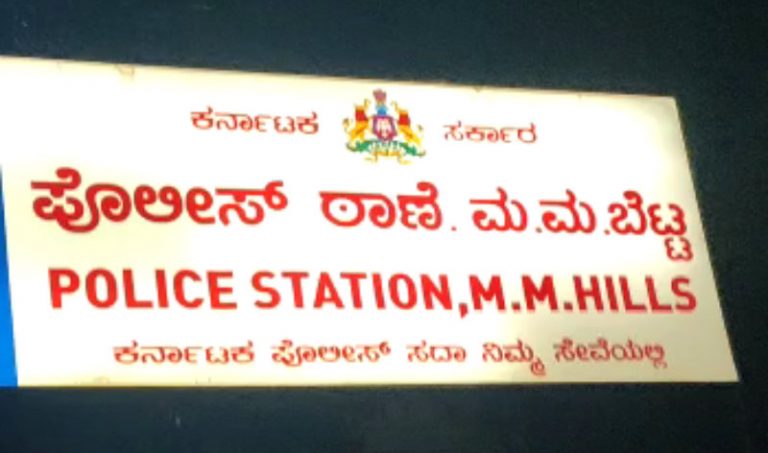 ಕರ್ನಾಟಕ ಸರ್ಕಾರ
ಪೊಲೀಸ್ ಠಾಣೆ. ಮ.ಮ.ಬೆಟ್ಟ
POLICE STATION,M.M.HILLS
ಕರ್ನಾಟಕ ಪೊಲೀಸ್ ಸದಾ ನಿಮ್ಮ ಸೇವೆಯಲ್ಲಿ